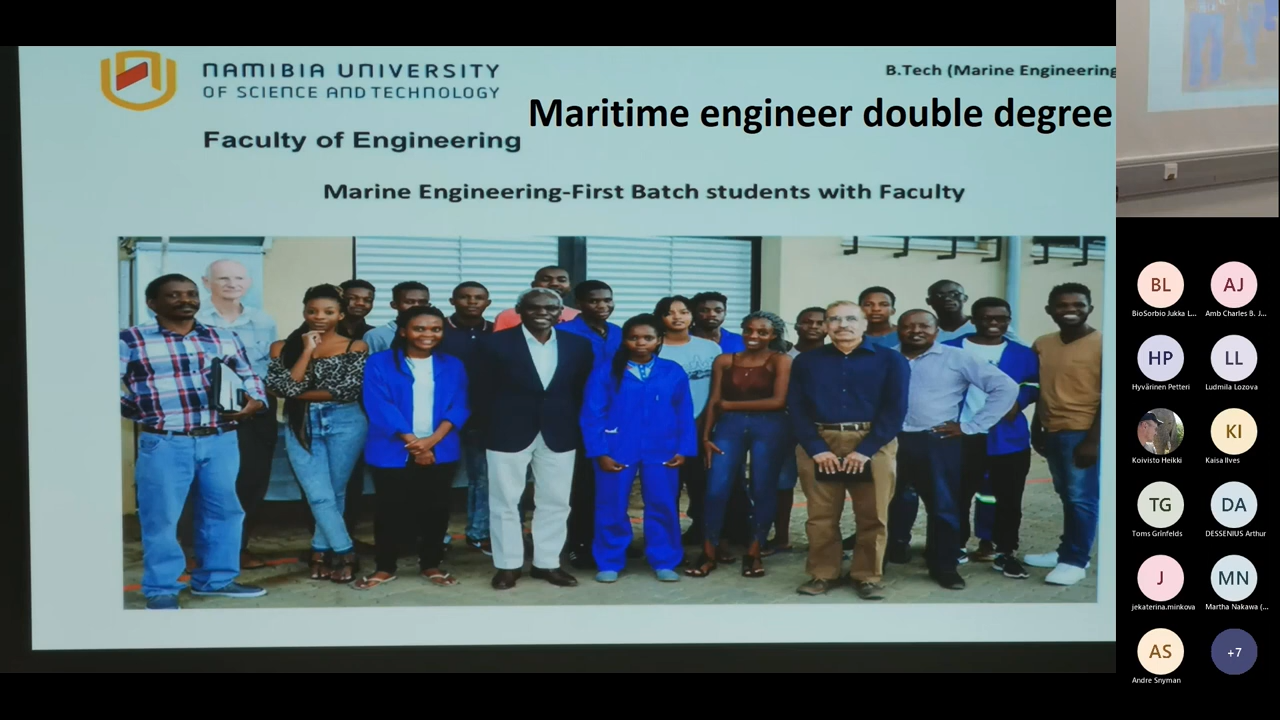 NAMIBIA UNIVERSITY
OF SCIENCE AND TECHNOLOGY
B.Tech (Marine Engineering
Maritime engineer double degree
Faculty of Engineering
Marine Engineering-First Batch students with Faculty
BL
AJ
BioSorbio Jukka L...
Amb Charles B. J...
HP
LL
Hyvärinen Petteri
Ludmila Lozova
KI
Koivisto Heikki
Kaisa Ilves
TG
DA
Toms Grīnfelds
DESSENIUS Arthur
J
MN
jekaterina.minkova
Martha Nakawa (...
AS
+7
Andre Snyman